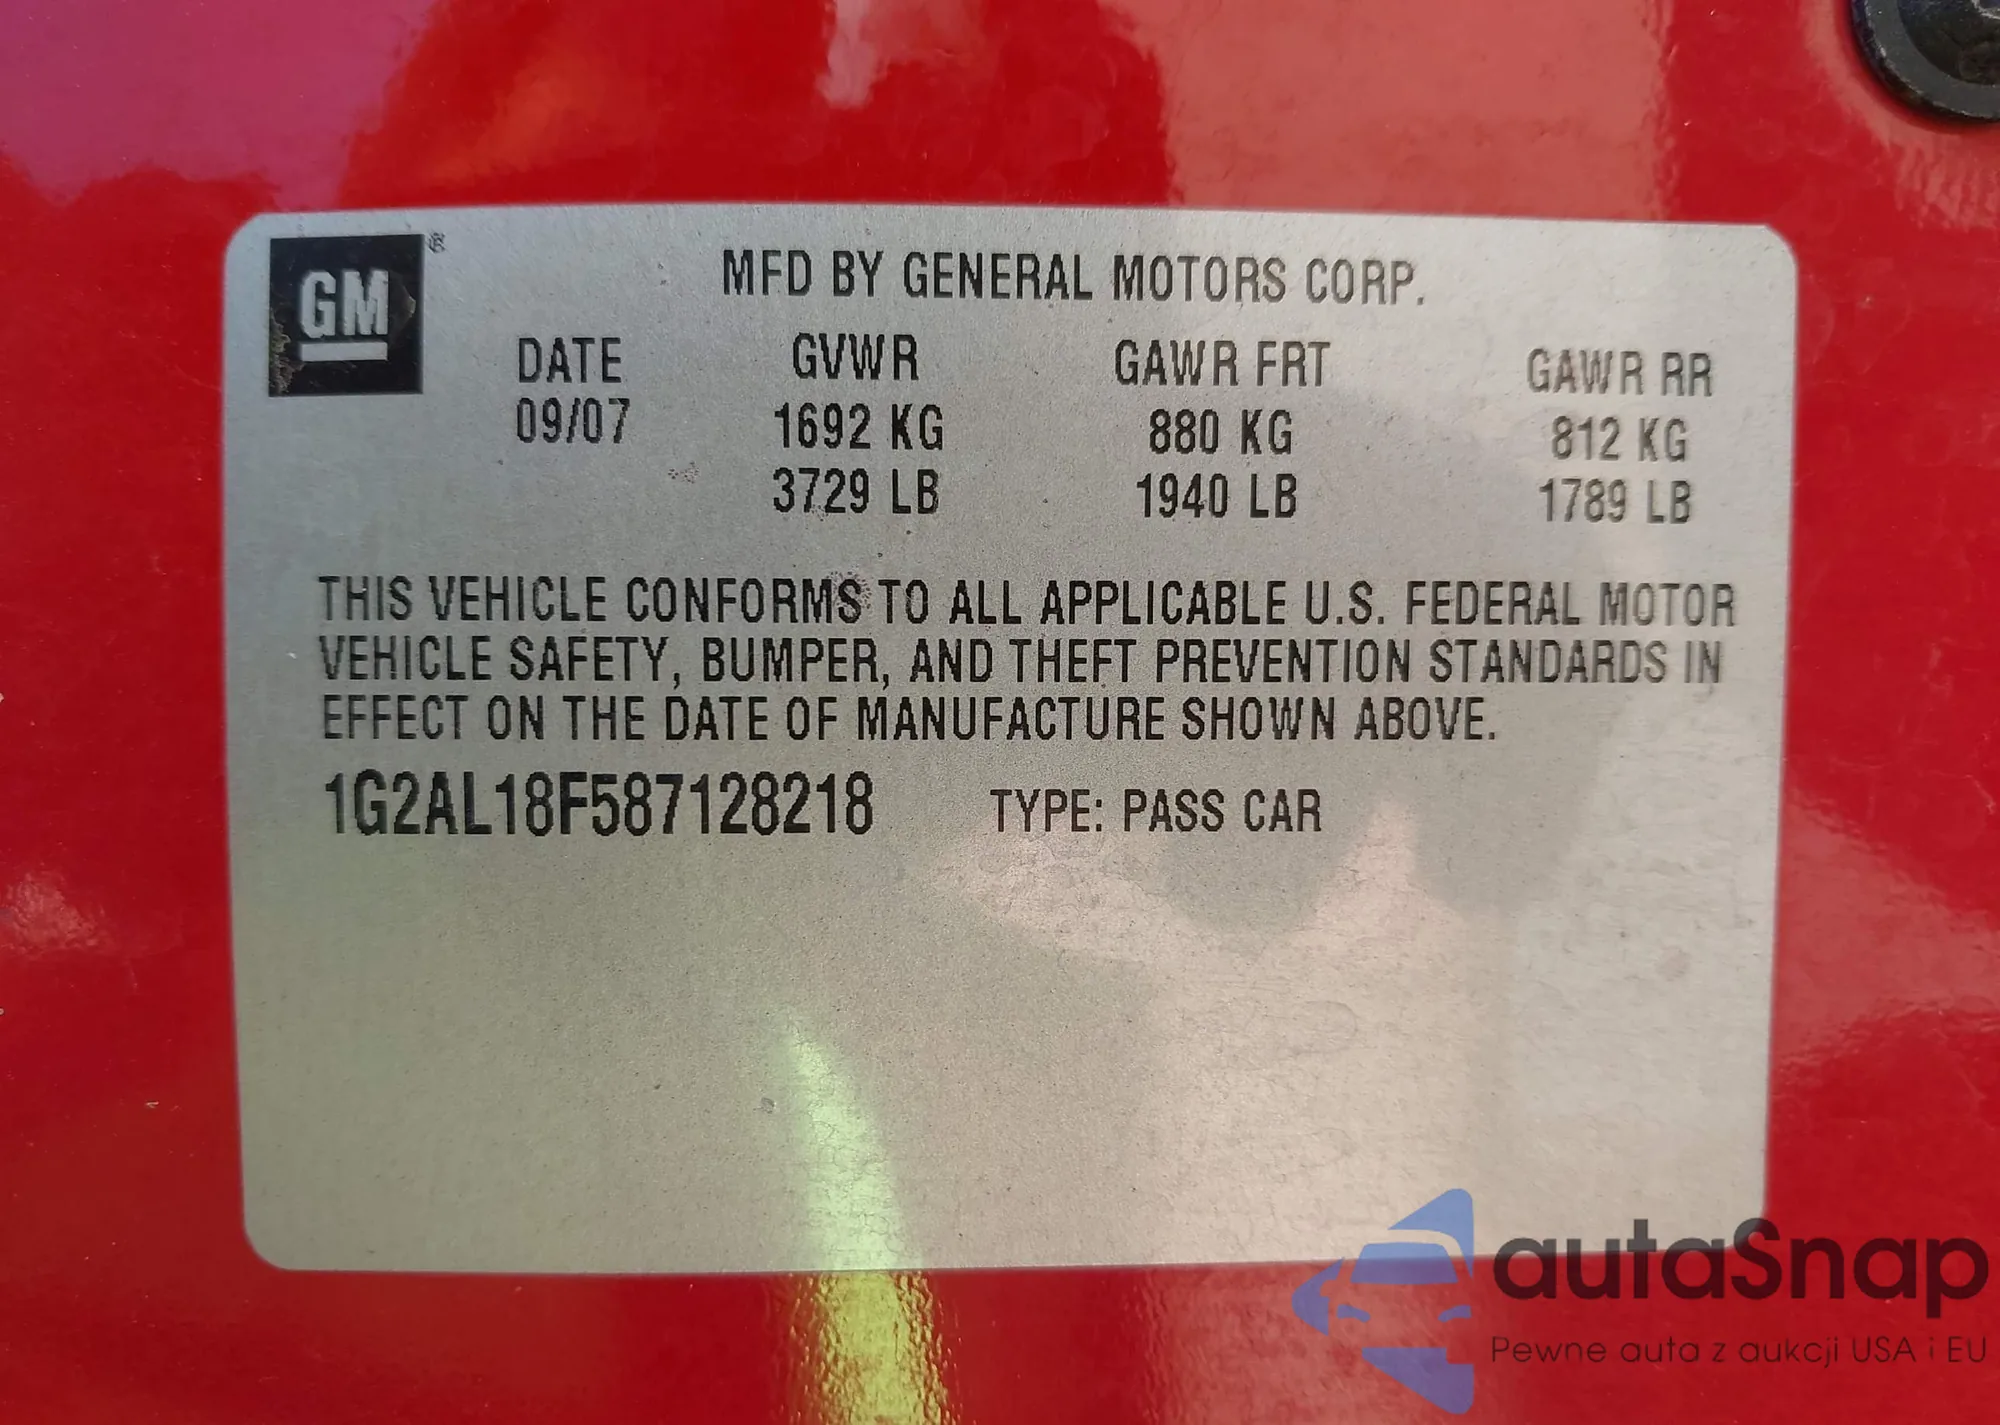 GM®
MFD BY GENERAL MOTORS CORP.
DATE GVWR GAWR FRT GAWR RR
09/07 1692 KG 880 KG 812 KG
3729 LB 1940 LB 1789 LB
THIS VEHICLE CONFORMS TO ALL APPLICABLE U.S. FEDERAL MOTOR
VEHICLE SAFETY, BUMPER, AND THEFT PREVENTION STANDARDS IN
EFFECT ON THE DATE OF MANUFACTURE SHOWN ABOVE.
1G2AL18F587128218 TYPE: PASS CAR
autaSnap
Pewne auta z aukcji USA i EU